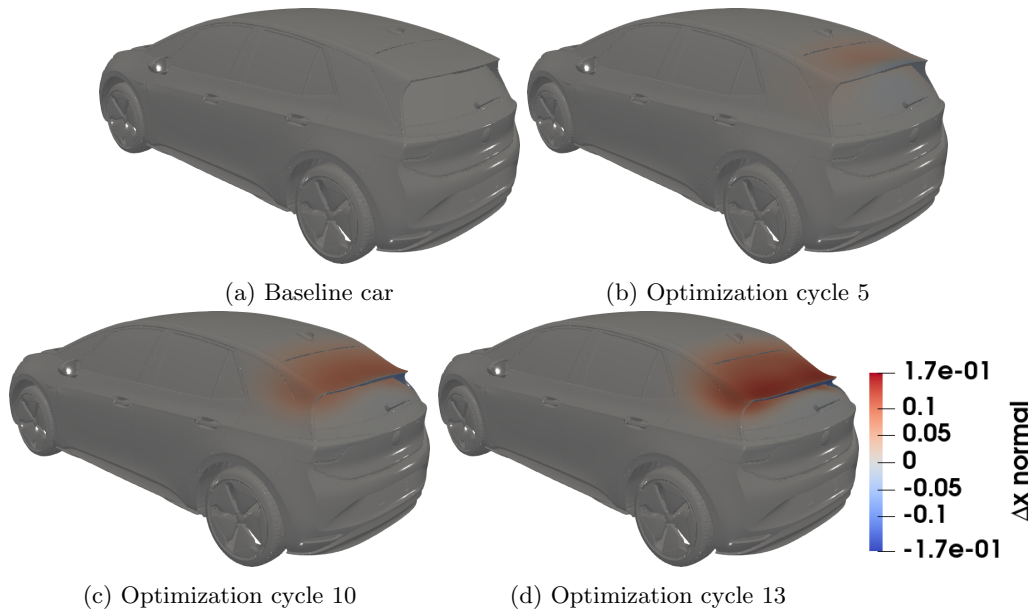 (a) Baseline car
(b) Optimization cycle 5
(c) Optimization cycle 10
(d) Optimization cycle 13
1.7e-01
0.1
0.05
0
-0.05
-0.1
-1.7e-01
Δx normal